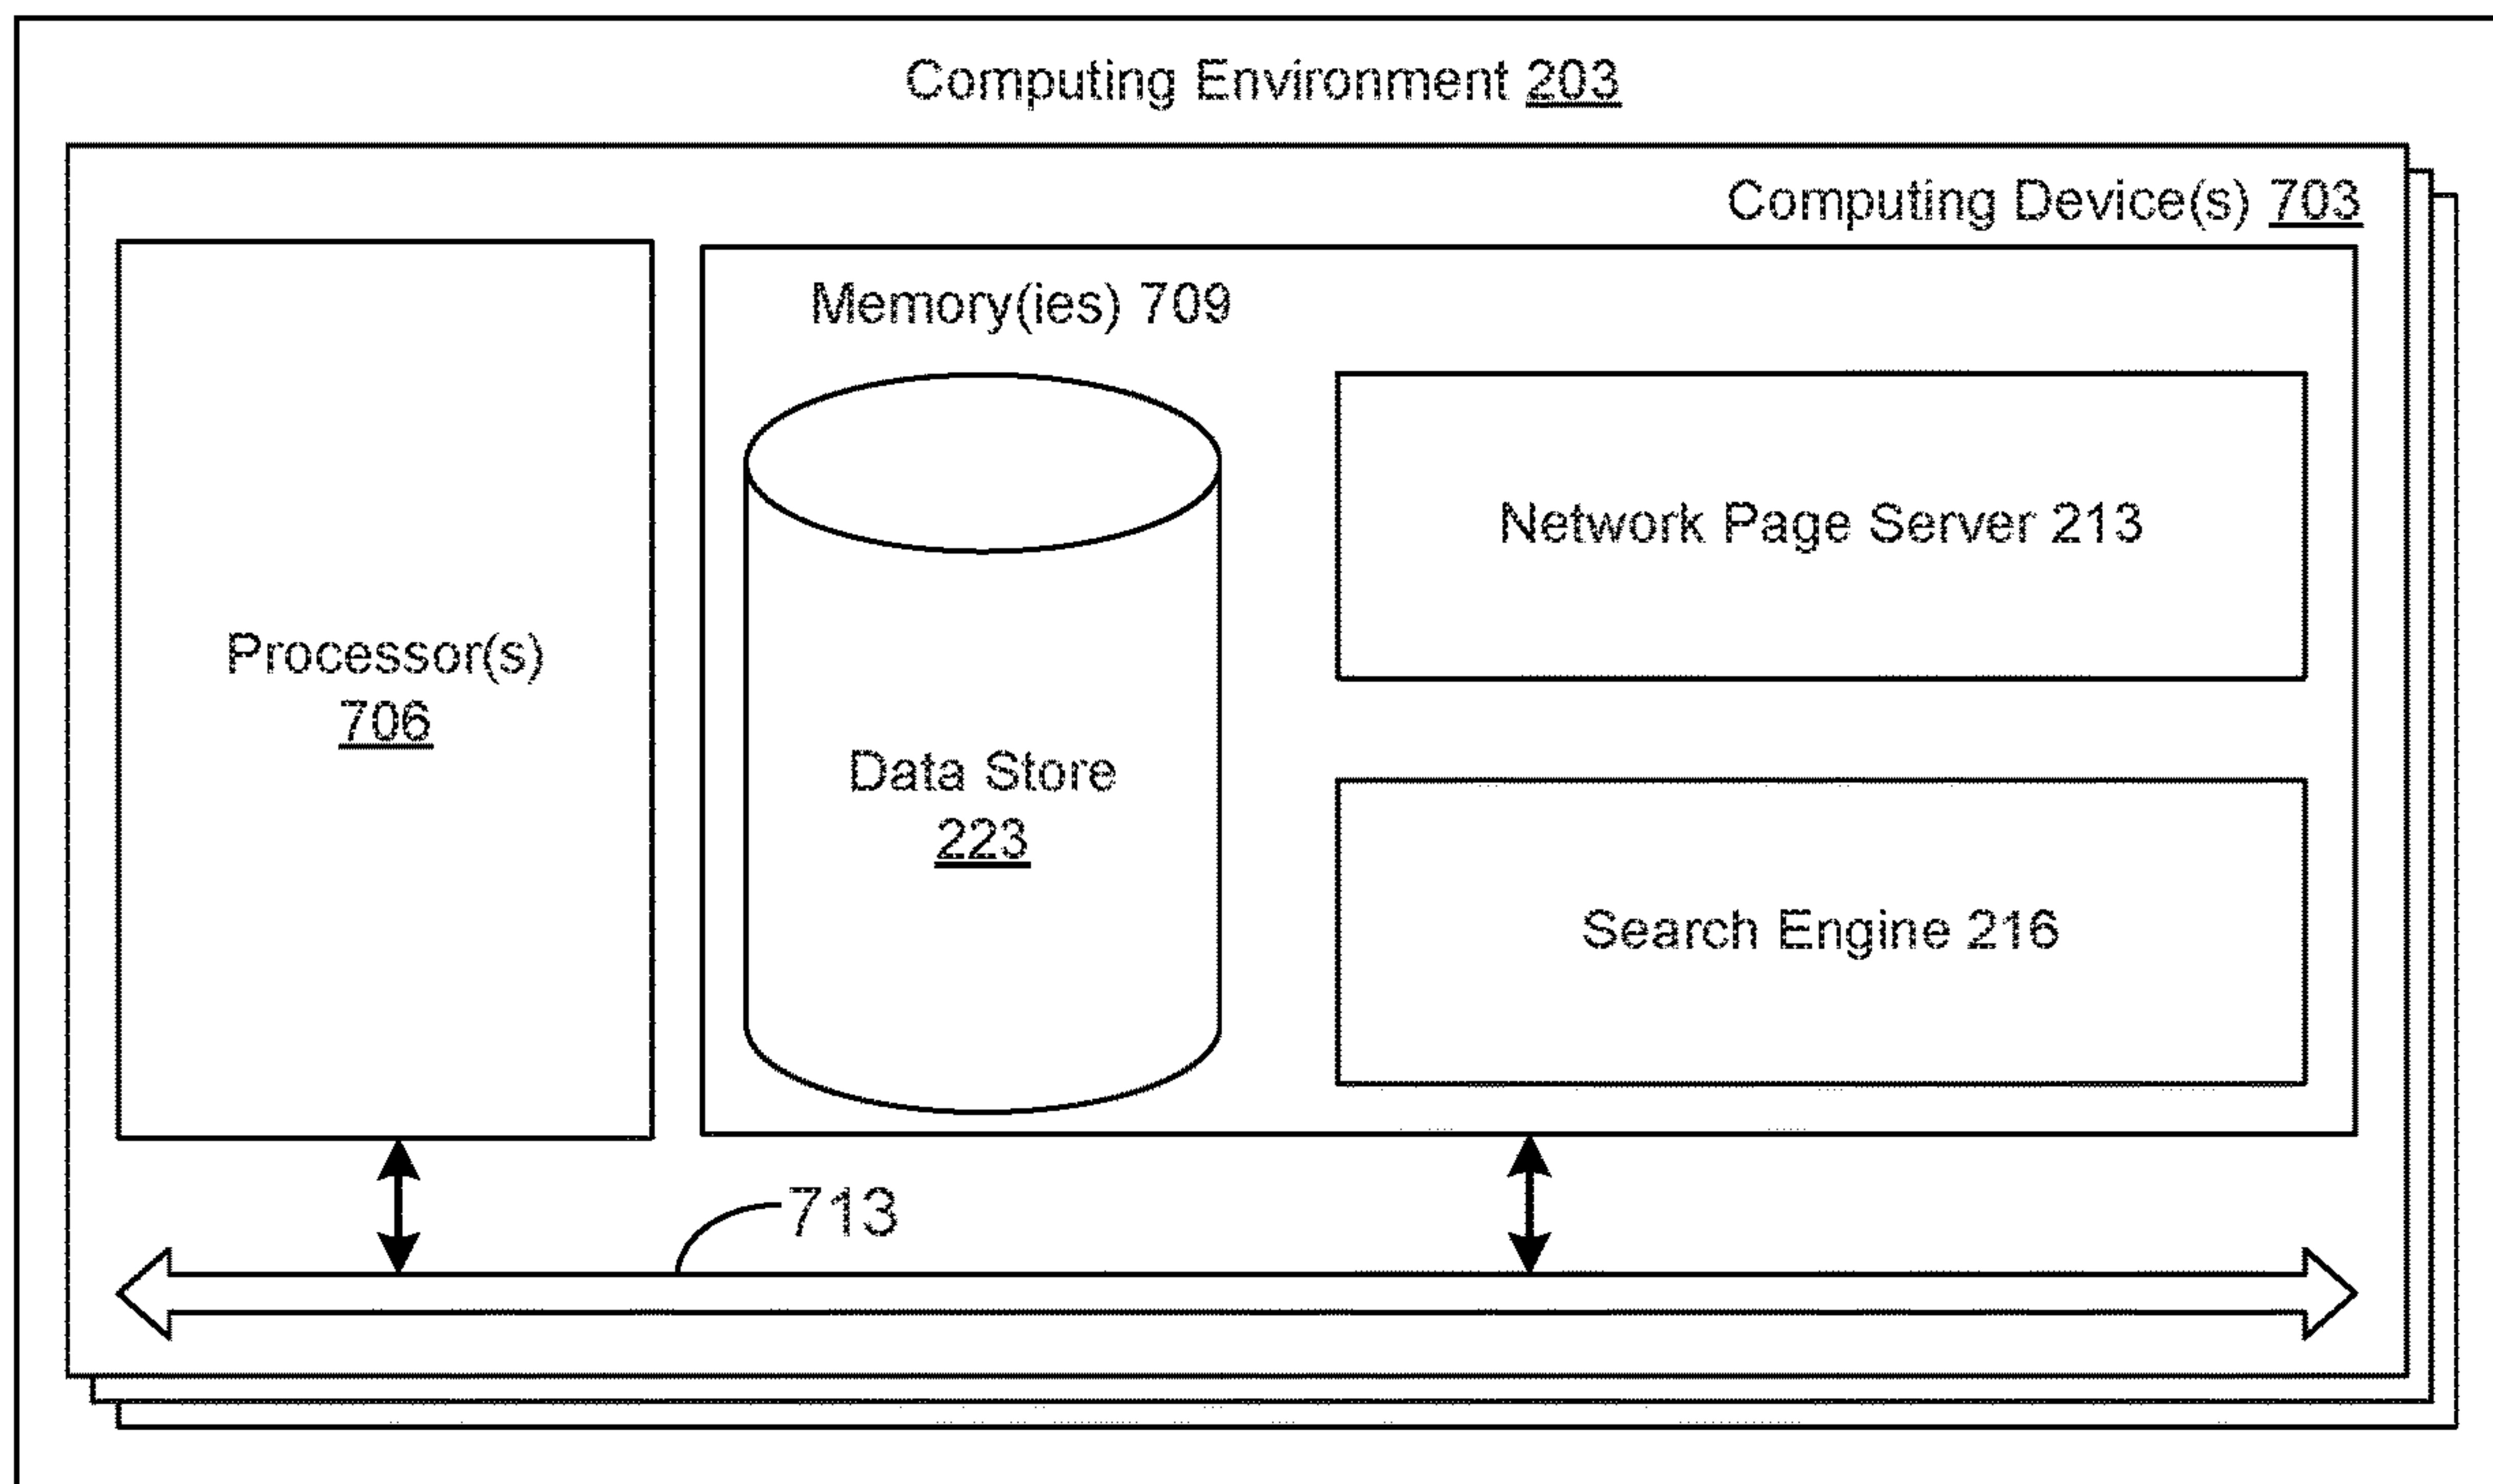 Computing Environment 203
Computing Device(s) 703
Memory(ies) 709
Network Page Server 213
Processor(s)
706
Data Store
223
Search Engine 216
713